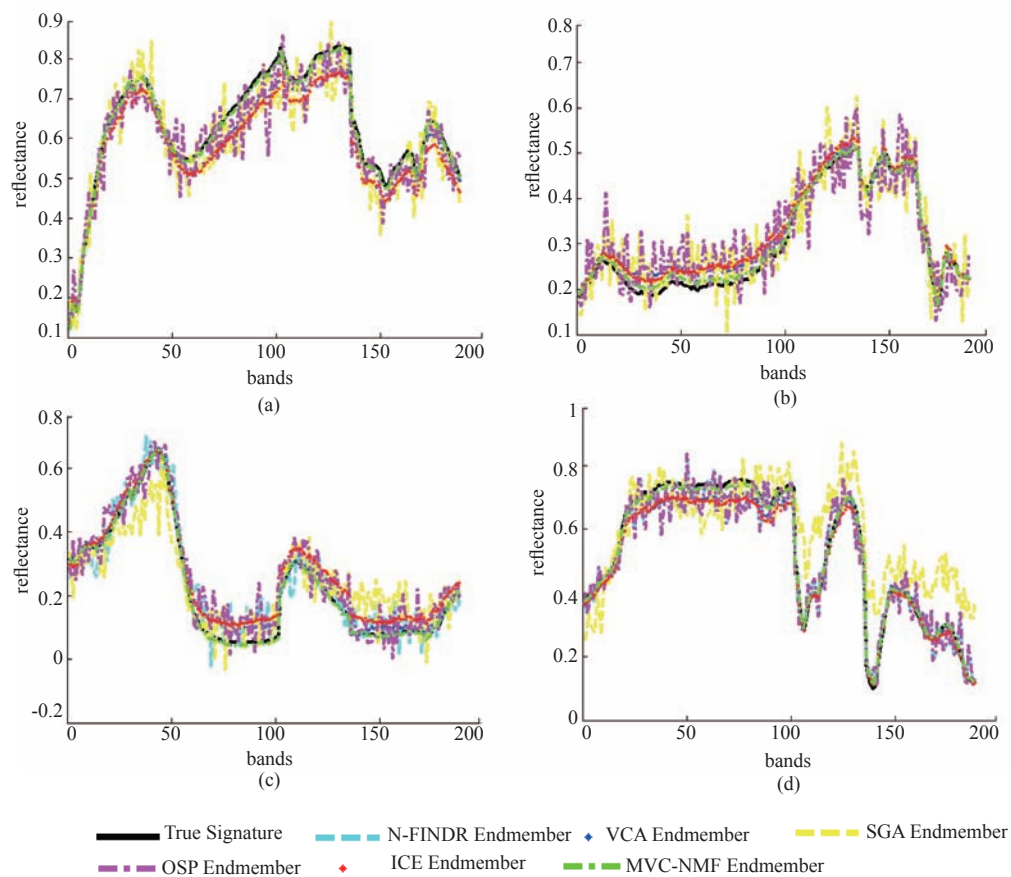 0.9
0.8
0.7
0.6
0.5
0.4
0.3
0.2
0.1
reflectance
0 50 100 150 200
bands
(a)
0.9
0.8
0.7
0.6
0.5
0.4
0.3
0.2
0.1
reflectance
0 50 100 150 200
bands
(b)
0.8
0.6
0.4
0.2
0
-0.2
reflectance
0 50 100 150 200
bands
(c)
1
0.8
0.6
0.4
0.2
0
reflectance
0 50 100 150 200
bands
(d)
True Signature N-FINDR Endmember VCA Endmember SGA Endmember
OSP Endmember ICE Endmember MVC-NMF Endmember